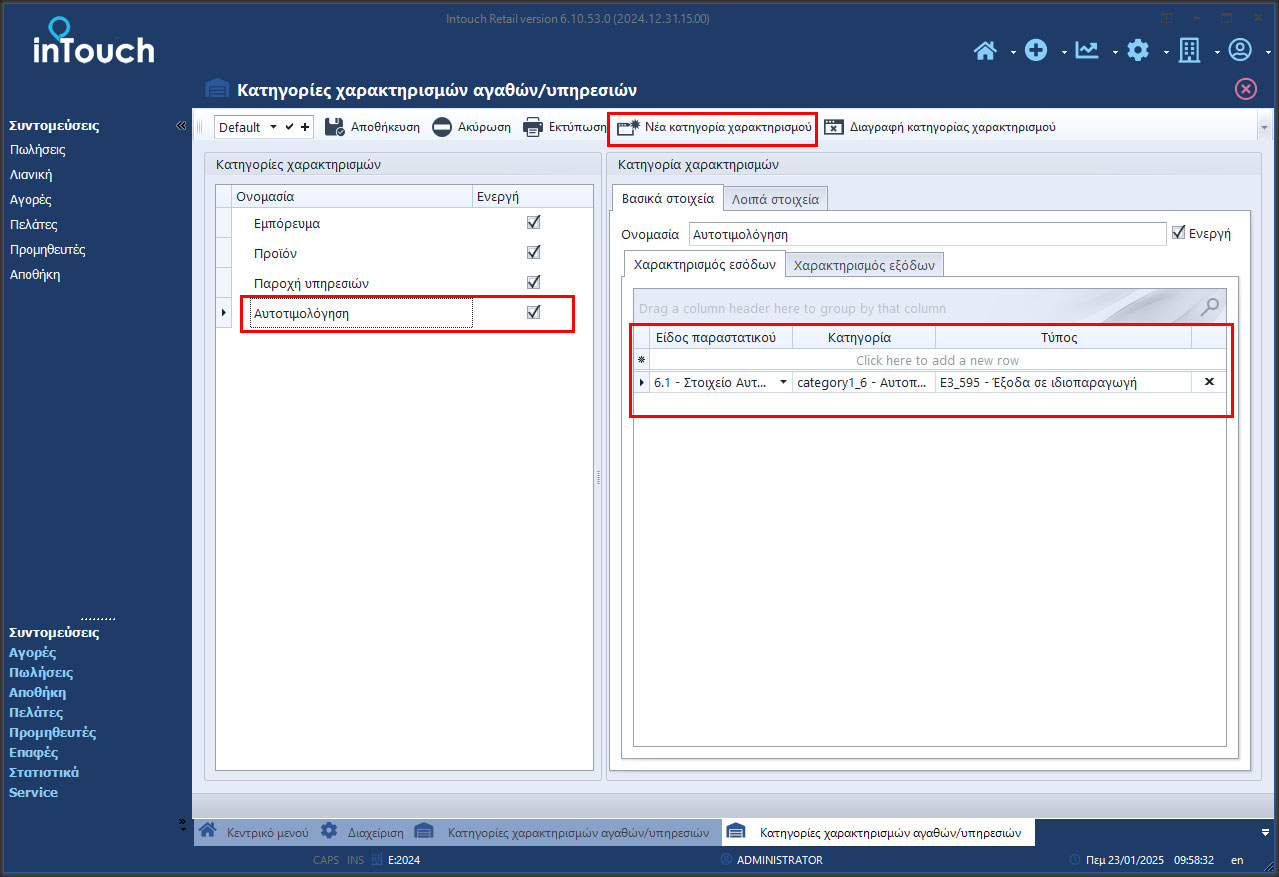 Intouch Retail version 6.10.53.0 (2024.12.31.15.00)
inTouch
Κατηγορίες χαρακτηρισμών αγαθών/υπηρεσιών
Συντομεύσεις
Πωλήσεις
Λιανική
Αγορές
Πελάτες
Προμηθευτές
Αποθήκη
Default
Αποθήκευση
Ακύρωση
Εκτύπωση
Νέα κατηγορία χαρακτηρισμού
Διαγραφή κατηγορίας χαρακτηρισμού
Κατηγορίες χαρακτηρισμών
Ονομασία Ενεργή
Εμπόρευμα
Προϊόν
Παροχή υπηρεσιών
Αυτοτιμολόγηση
Κατηγορία χαρακτηρισμών
Βασικά στοιχεία Λοιπά στοιχεία
Ονομασία Αυτοτιμολόγηση Ενεργή
Χαρακτηρισμός εσόδων Χαρακτηρισμός εξόδων
Drag a column header here to group by that column
Είδος παραστατικού Κατηγορία Τύπος
Click here to add a new row
6.1 - Στοιχείο Αυτ... category1_6 - Αυτοπ... E3_595 - Έξοδα σε ιδιοπαραγωγή
Συντομεύσεις
Αγορές
Πωλήσεις
Αποθήκη
Πελάτες
Προμηθευτές
Επαφές
Στατιστικά
Service
Κεντρικό μενού Διαχείριση Κατηγορίες χαρακτηρισμών αγαθών/υπηρεσιών Κατηγορίες χαρακτηρισμών αγαθών/υπηρεσιών
CAPS INS E:2024 ADMINISTRATOR Πεμ 23/01/2025 09:58:32 en